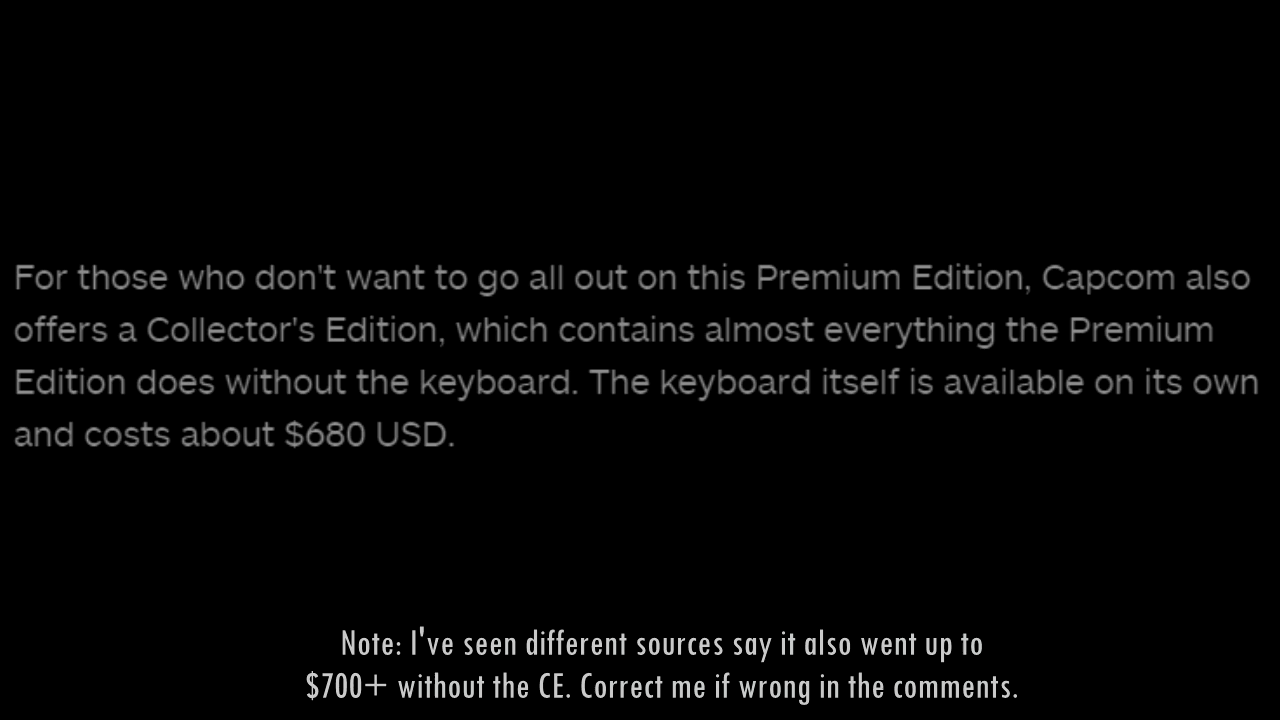 For those who don't want to go all out on this Premium Edition, Capcom also
offers a Collector's Edition, which contains almost everything the Premium
Edition does without the keyboard. The keyboard itself is available on its own
and costs about $680 USD.
Note: I've seen different sources say it also went up to
$700+ without the CE. Correct me if wrong in the comments.